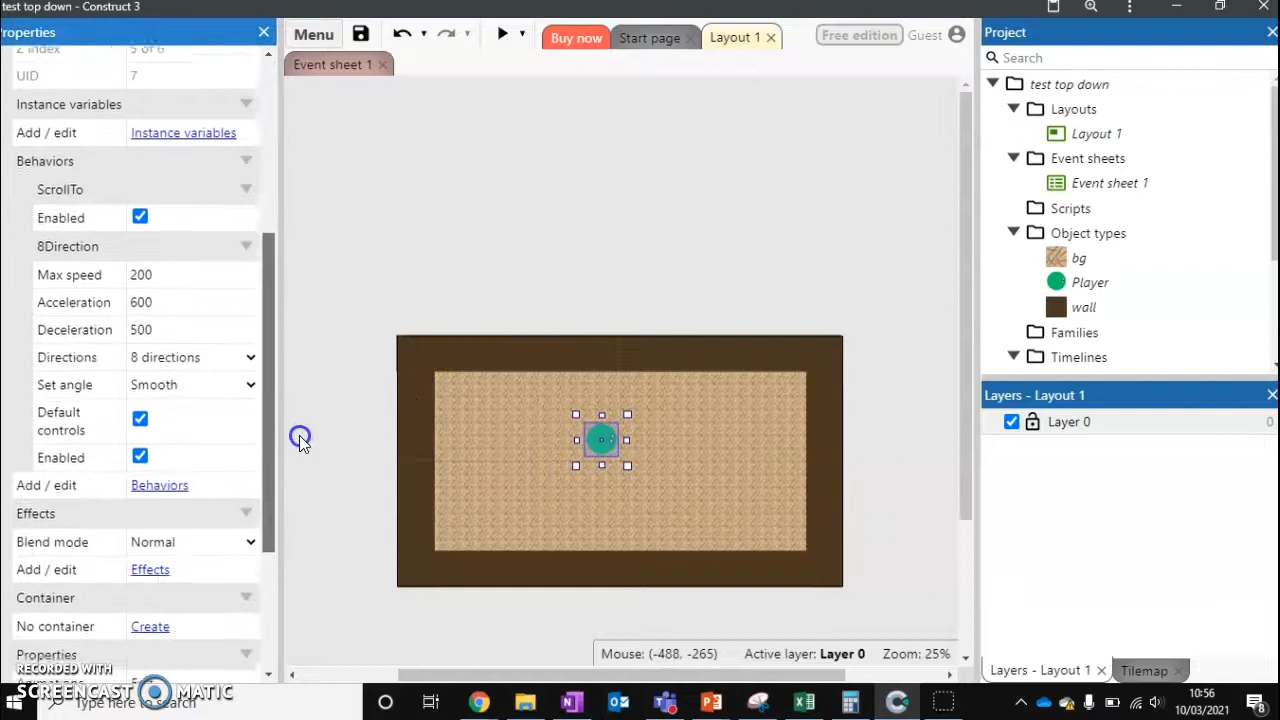 test top down - Construct 3
Properties
Z index 5 of 6
UID 7
Instance variables
Add / edit Instance variables
Behaviors
ScrollTo
Enabled
8Direction
Max speed 200
Acceleration 600
Deceleration 500
Directions 8 directions
Set angle Smooth
Default
controls
Enabled
Add / edit Behaviors
Effects
Blend mode Normal
Add / edit Effects
Container
No container Create
Properties
RECORDED WITH
SCREENCAST MATIC
Type here to search
Menu
Buy now
Start page
Layout 1
Free edition
Guest
Event sheet 1
Mouse: (-488, -265) Active layer: Layer 0 Zoom: 25%
Project
Search
test top down
Layouts
Layout 1
Event sheets
Event sheet 1
Scripts
Object types
bg
Player
wall
Families
Timelines
Layers - Layout 1
Layer 0 0
Layers - Layout 1
Tilemap
10:56
10/03/2021
8